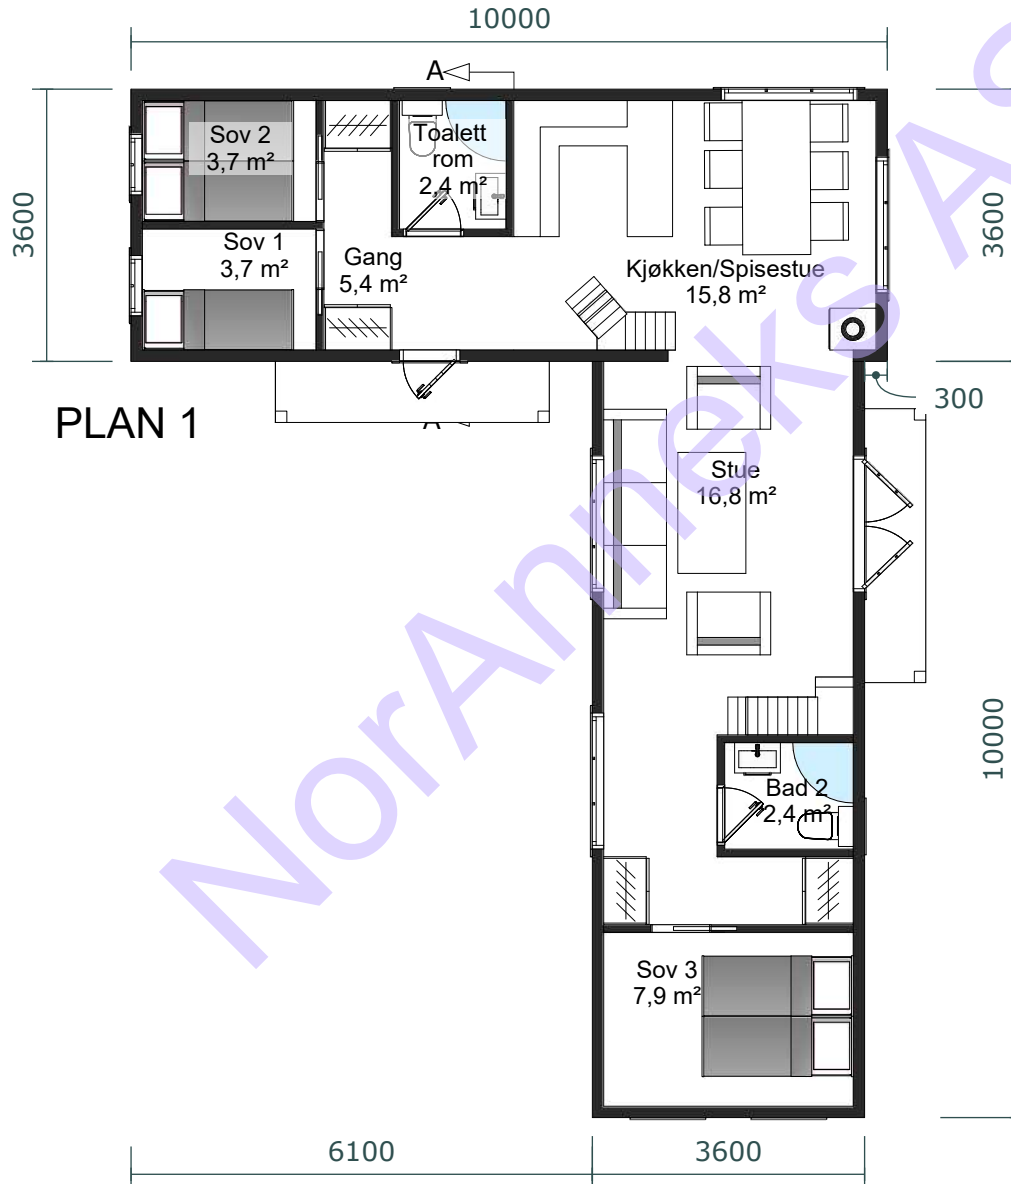 10000
A
3600
3600
Sov 2
3,7 m²
Toalett
rom
2,4 m²
Sov 1
3,7 m²
Gang
5,4 m²
Kjøkken/Spisestue
15,8 m²
300
PLAN 1
A
Stue
16,8 m²
10000
Bad 2
2,4 m²
Sov 3
7,9 m²
6100
3600
NorAnneks